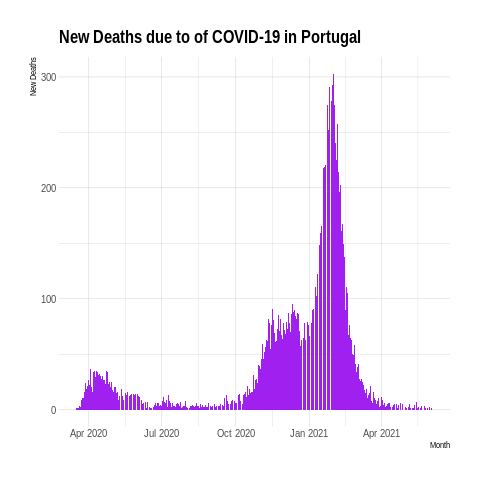 New Deaths due to of COVID-19 in Portugal
New Deaths
300
200
100
0
Apr 2020 Jul 2020 Oct 2020 Jan 2021 Apr 2021
Month